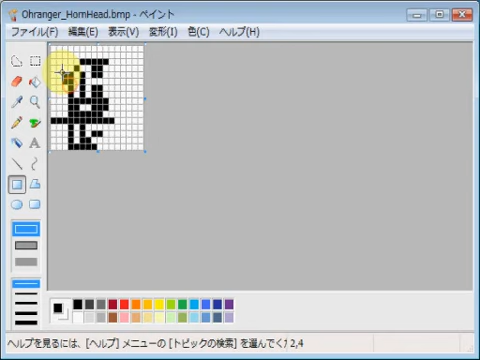 Ohranger_HornHead.bmp - ペイント
ファイル(F) 編集(E) 表示(V) 変形(I) 色(C) ヘルプ(H)
A
ヘルプを見るには、[ヘルプ] メニューの [トピックの検索] を選んでく 2,4